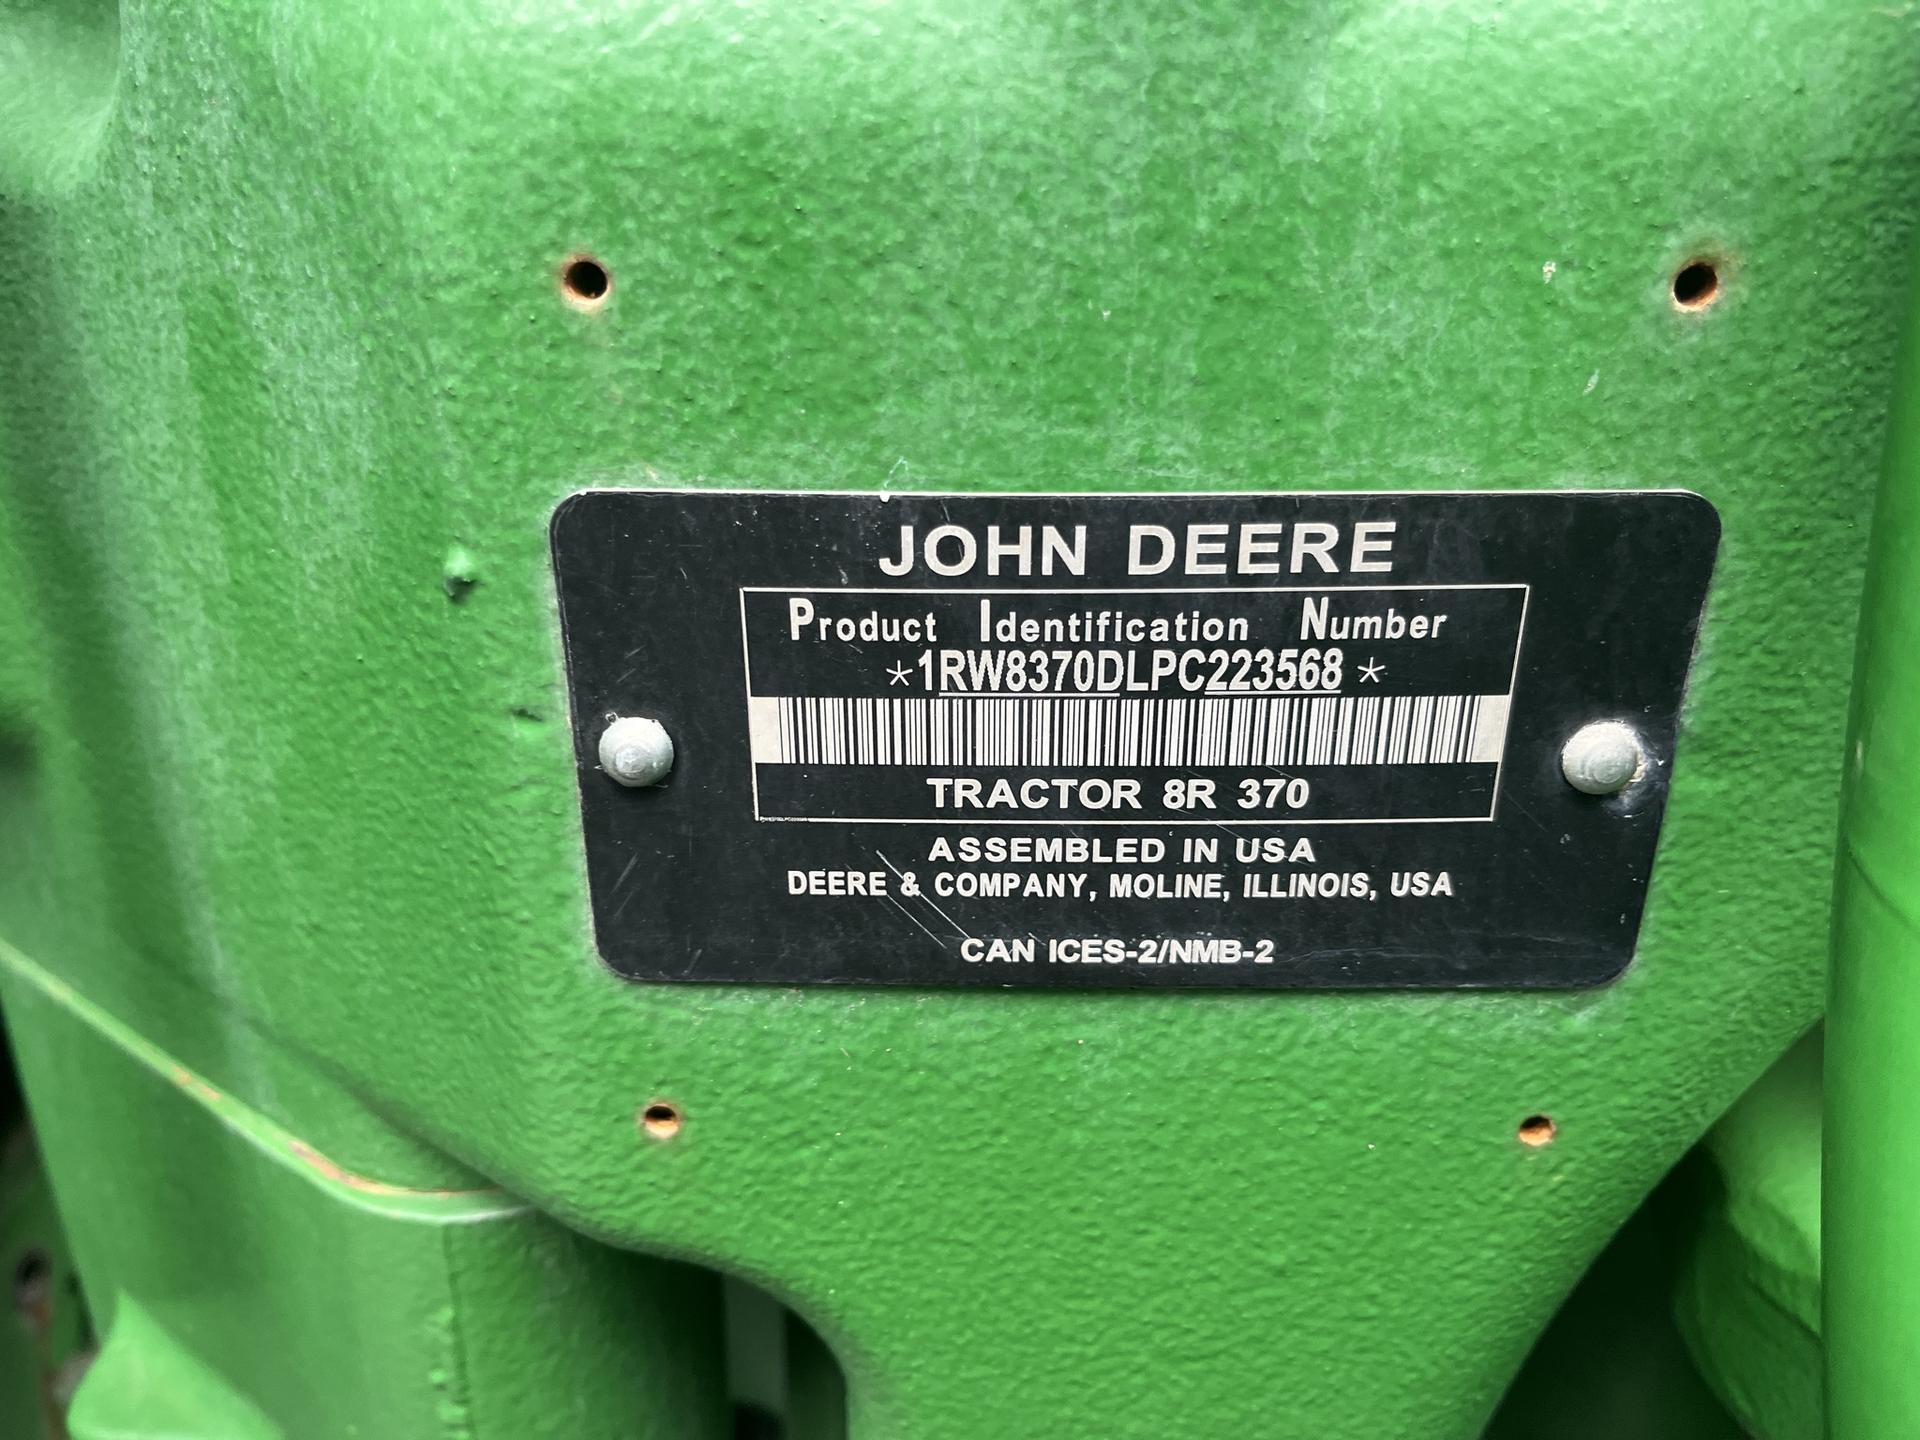 JOHN DEERE
Product Identification Number
*1RW8370DLPC223568*
TRACTOR 8R 370
ASSEMBLED IN USA
DEERE & COMPANY, MOLINE, ILLINOIS, USA
CAN ICES-2/NMB-2